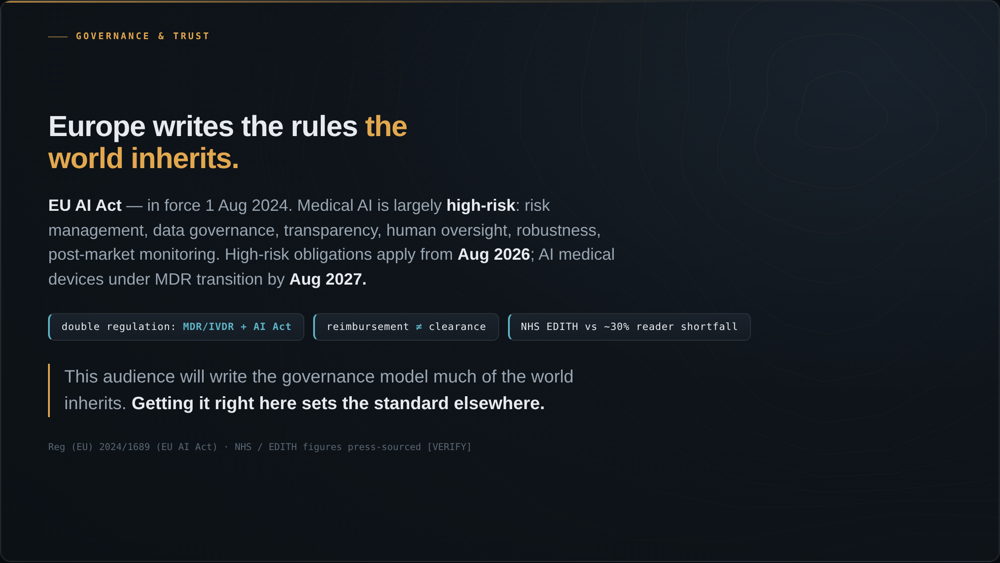 GOVERNANCE & TRUST
Europe writes the rules the
world inherits.
EU AI Act — in force 1 Aug 2024. Medical AI is largely high-risk: risk
management, data governance, transparency, human oversight, robustness,
post-market monitoring. High-risk obligations apply from Aug 2026; AI medical
devices under MDR transition by Aug 2027.
double regulation: MDR/IVDR + AI Act
reimbursement ≠ clearance
NHS EDITH vs ~30% reader shortfall
This audience will write the governance model much of the world
inherits. Getting it right here sets the standard elsewhere.
Reg (EU) 2024/1689 (EU AI Act) · NHS / EDITH figures press-sourced [VERIFY]